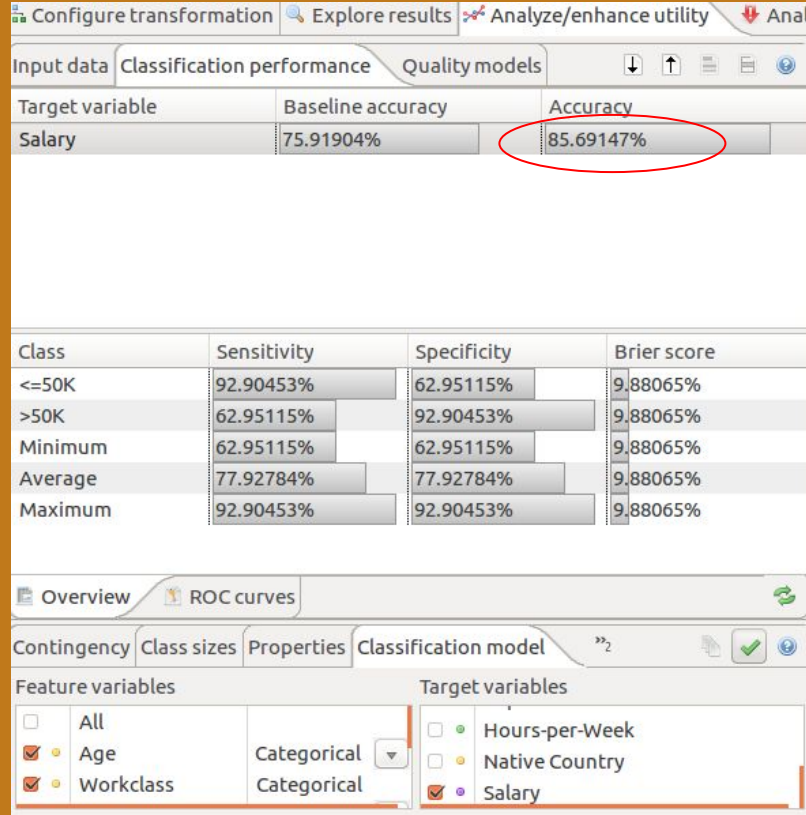 Configure transformation Explore results Analyze/enhance utility Anal
Input data Classification performance Quality models
Target variable Baseline accuracy Accuracy
Salary 75.91904% 85.69147%
Class Sensitivity Specificity Brier score
<=50K 92.90453% 62.95115% 9.88065%
>50K 62.95115% 92.90453% 9.88065%
Minimum 62.95115% 62.95115% 9.88065%
Average 77.92784% 77.92784% 9.88065%
Maximum 92.90453% 92.90453% 9.88065%
Overview ROC curves
Contingency Class sizes Properties Classification model »2
Feature variables Target variables
All
Hours-per-Week
Age Categorical
Native Country
Workclass Categorical
Salary